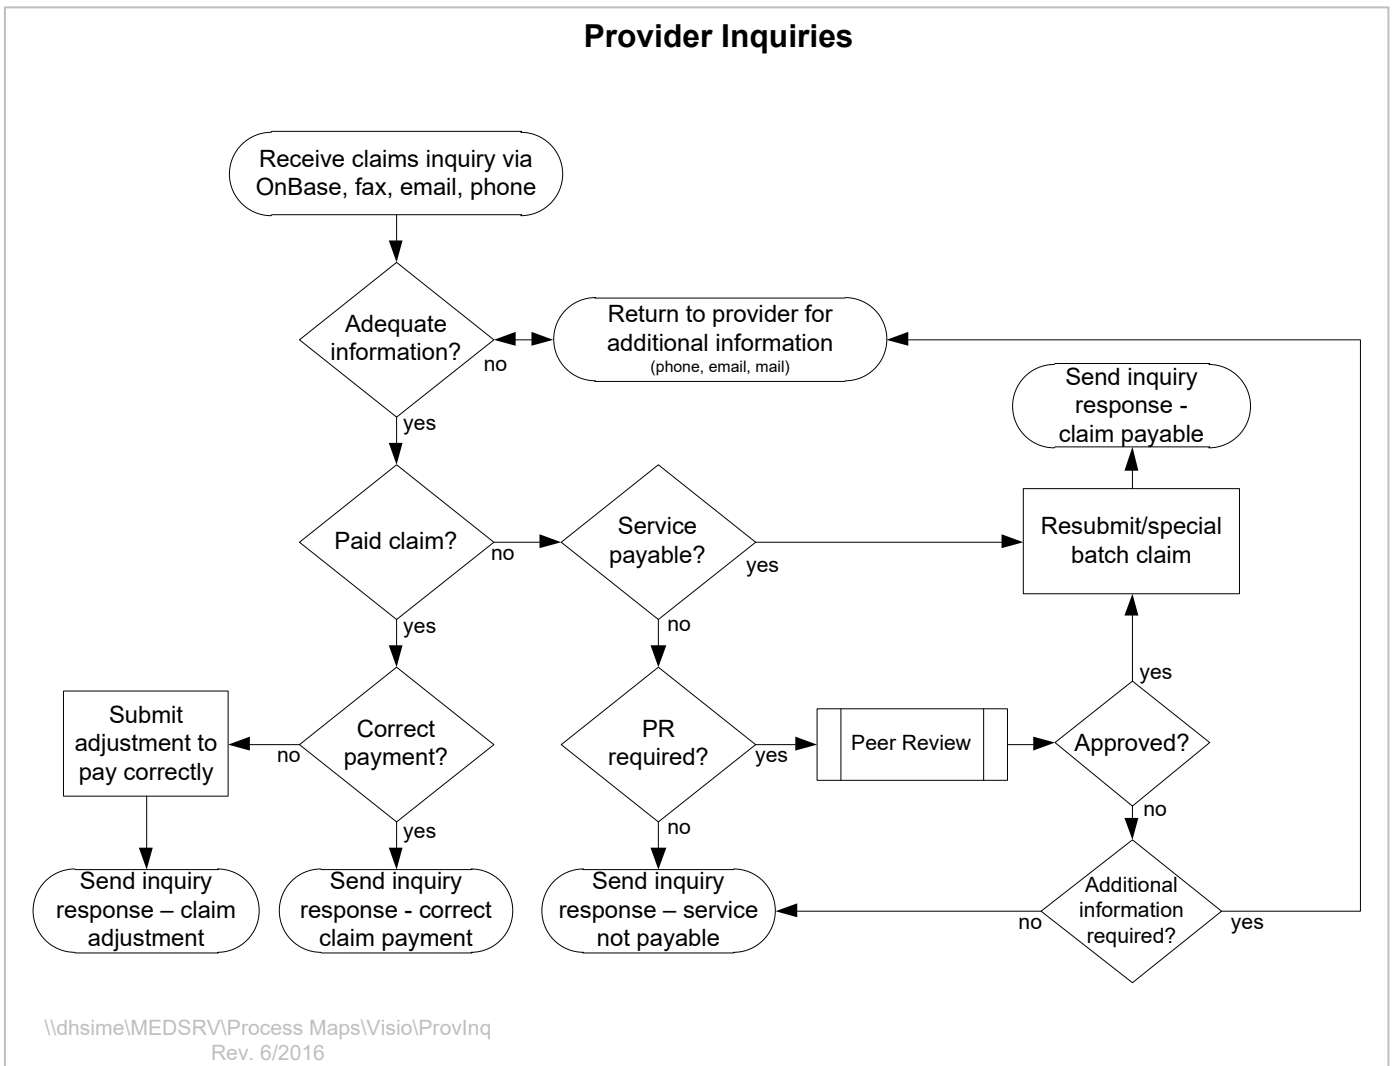 Provider Inquiries
Receive claims inquiry via
OnBase, fax, email, phone
Adequate
information?
no
Return to provider for
additional information
(phone, email, mail)
yes
Send inquiry
response -
claim payable
Paid claim?
no
Service
payable?
yes
Resubmit/special
batch claim
yes
no
yes
Submit
adjustment to
pay correctly
no
Correct
payment?
PR
required?
yes
Peer Review
Approved?
yes
no
no
Send inquiry
response – claim
adjustment
Send inquiry
response - correct
claim payment
Send inquiry
response – service
not payable
no
Additional
information
required?
yes
\\dhsime\MEDSRV\Process Maps\Visio\ProvInq
Rev. 6/2016